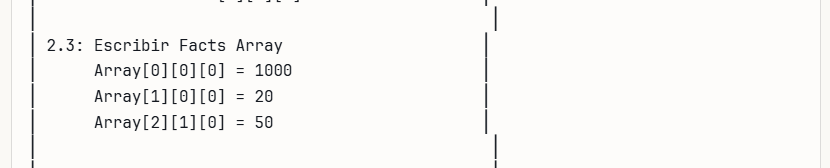 2.3: Escribir Facts Array
Array[0][0][0] = 1000
Array[1][0][0] = 20
Array[2][1][0] = 50